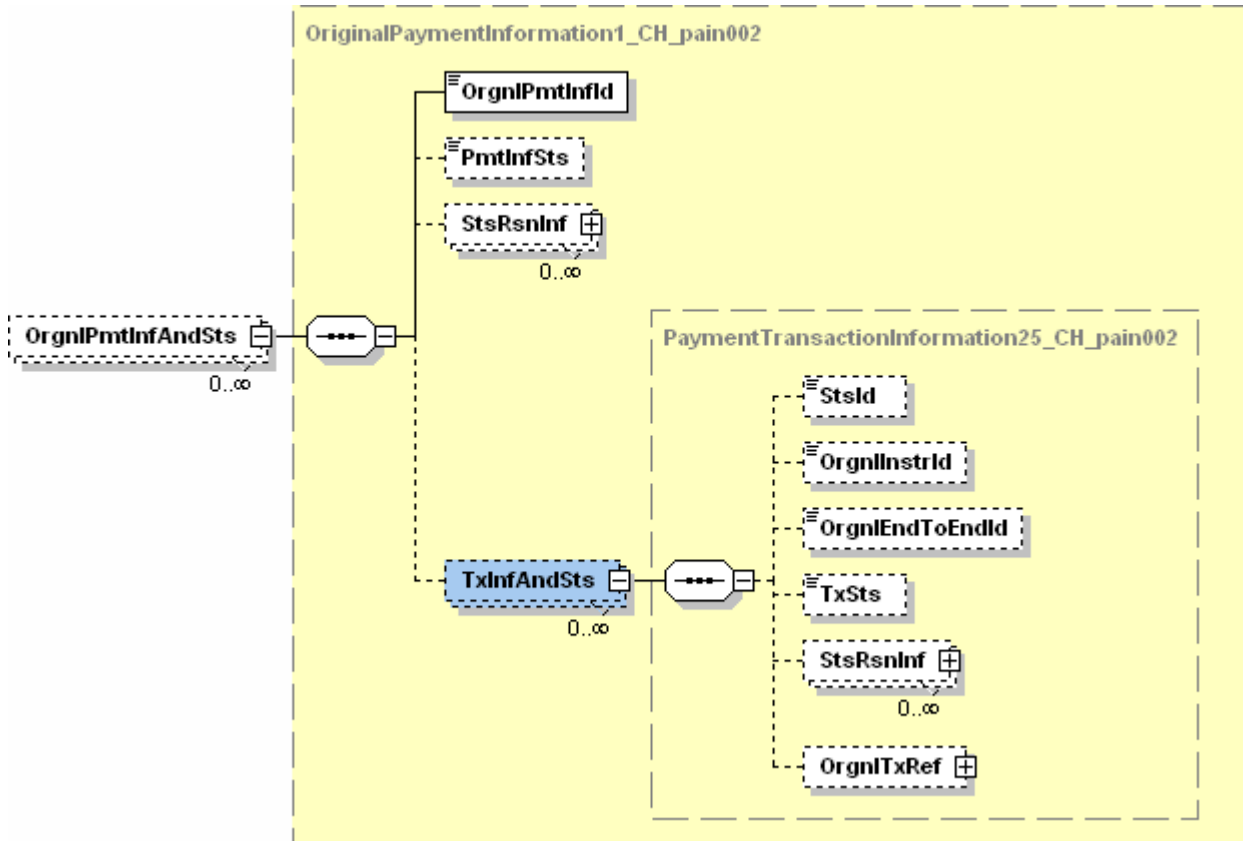 OriginalPaymentInformation1_CH_pain002
OrgnlPmtInfId
PmtInfSts
StsRsnInf
0..∞
OrgnlPmtInfAndSts
0..∞
PaymentTransactionInformation25_CH_pain002
StsId
OrgnlInstrId
OrgnlEndToEndId
TxInfAndSts
0..∞
TxSts
StsRsnInf
0..∞
OrgnlTxRef